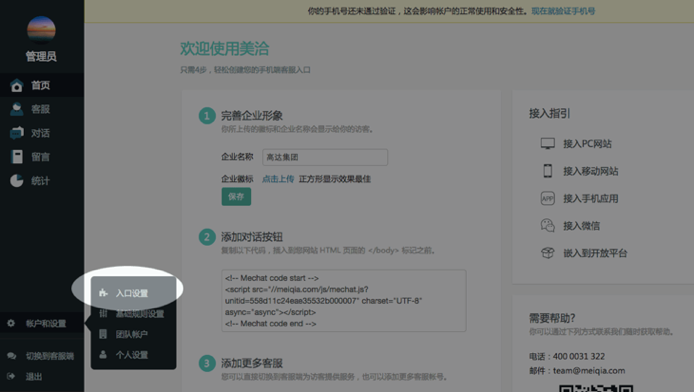 你的手机号还未通过验证，这会影响帐户的正常使用和安全性。现在就验证手机号
管理员
首页
客服
对话
留言
统计
帐户和设置
切换到客服端
退出
入口设置
基础规则设置
团队帐户
个人设置
欢迎使用美洽
只需4步，轻松创建您的手机端客服入口
1 完善企业形象
你所上传的徽标和企业名称会显示给你的访客。
企业名称 高达集团
企业徽标 点击上传 正方形显示效果最佳
保存
2 添加对话按钮
复制以下代码，插入到您网站 HTML 页面的 </body> 标记之前。
<!-- Mechat code start -->
<script src="//meiqia.com/js/mechat.js?
unitid=558d11c24eae35532b000007" charset="UTF-8"
async="async"></script>
<!-- Mechat code end -->
3 添加更多客服
您可以直接切换到客服端为访客提供服务，也可以添加更多客服帐号。
接入指引
接入PC网站
接入移动网站
APP 接入手机应用
接入微信
嵌入到开放平台
需要帮助?
你可以通过下列方式联系我们随时获取帮助。
电话：400 0031 322
邮件：team@meiqia.com